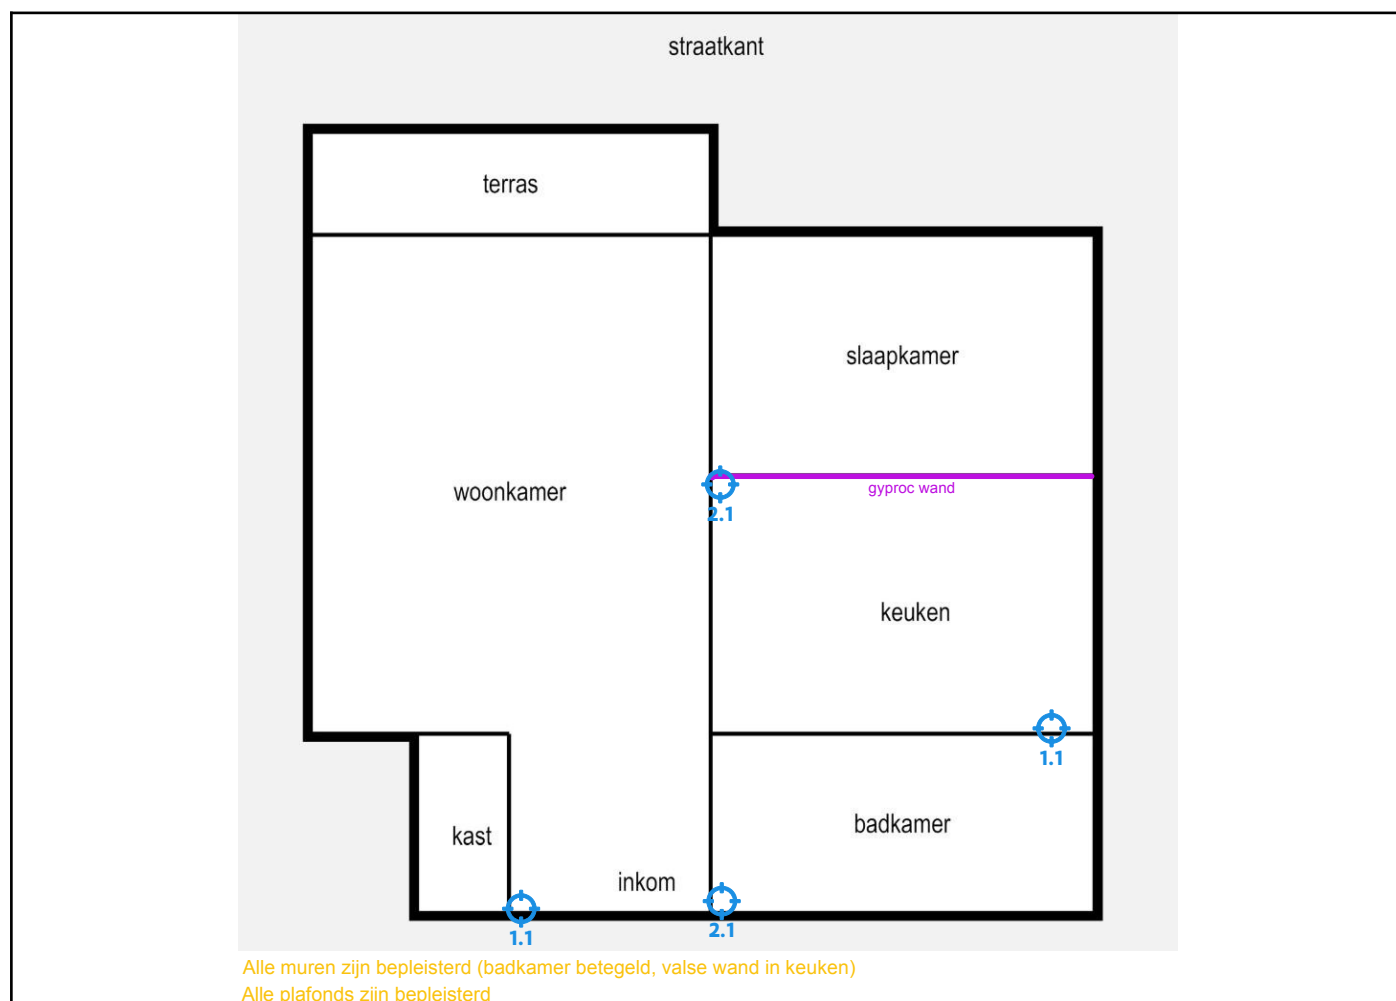 straatkant
terras
slaapkamer
woonkamer
gyproc wand
2.1
keuken
1.1
badkamer
kast
inkom
1.1
2.1
Alle muren zijn bepleisterd (badkamer betegeld, valse wand in keuken)
Alle plafonds zijn bepleisterd